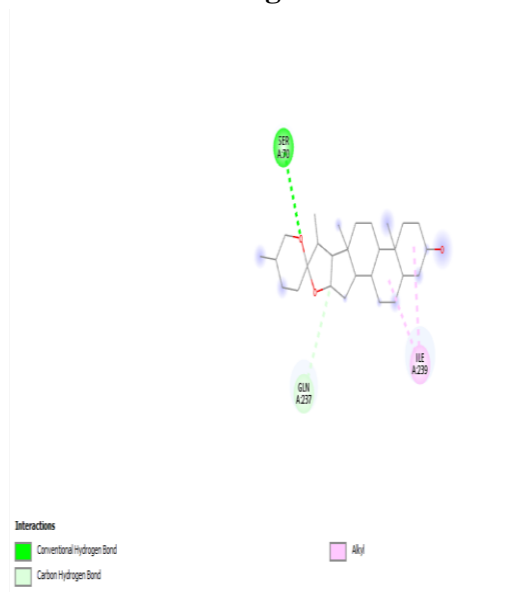 SER
A:70
O
O
O
ILE
A:239
GLN
A:237
Interactions
Conventional Hydrogen Bond
Alkyl
Carbon Hydrogen Bond